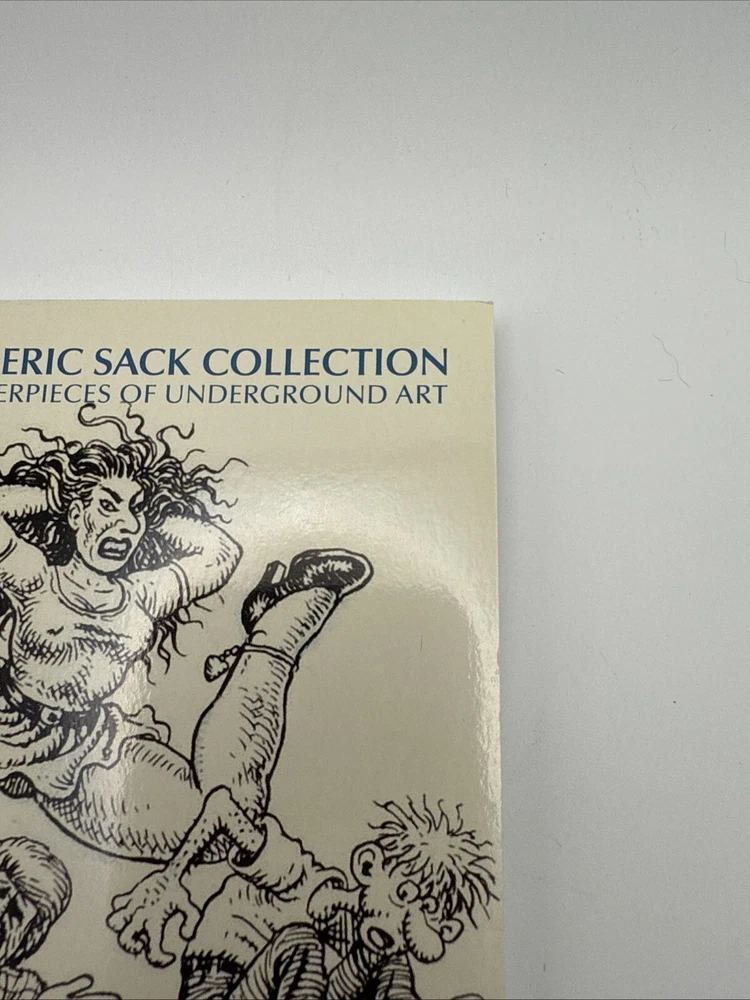 ERIC SACK COLLECTION
ERPIECES OF UNDERGROUND ART